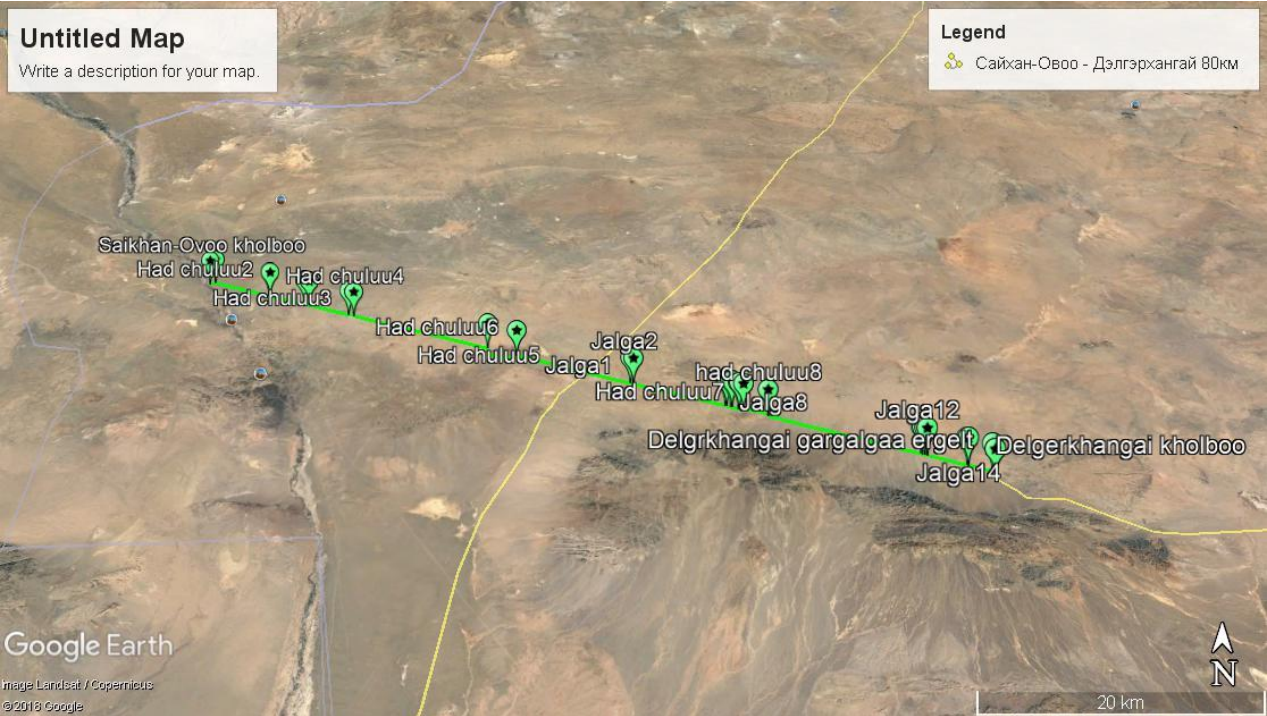 Untitled Map
Write a description for your map.
Legend
Сайхан-Овоо - Дэлгэрхангай 80км
Saikhan-Ovoo kholboo
Had chuluu2
Had chuluu4
Had chuluu3
Had chuluu6
Had chuluu5
Jalga2
Jalga1
had chuluu8
Had chuluu7
Jalga8
Jalga12
Delgrkhangai gargalgaa ergelt
Delgerkhangai kholboo
Jalga14
Google Earth
Image Landsat / Copernicus
©2018 Google
N
20 km